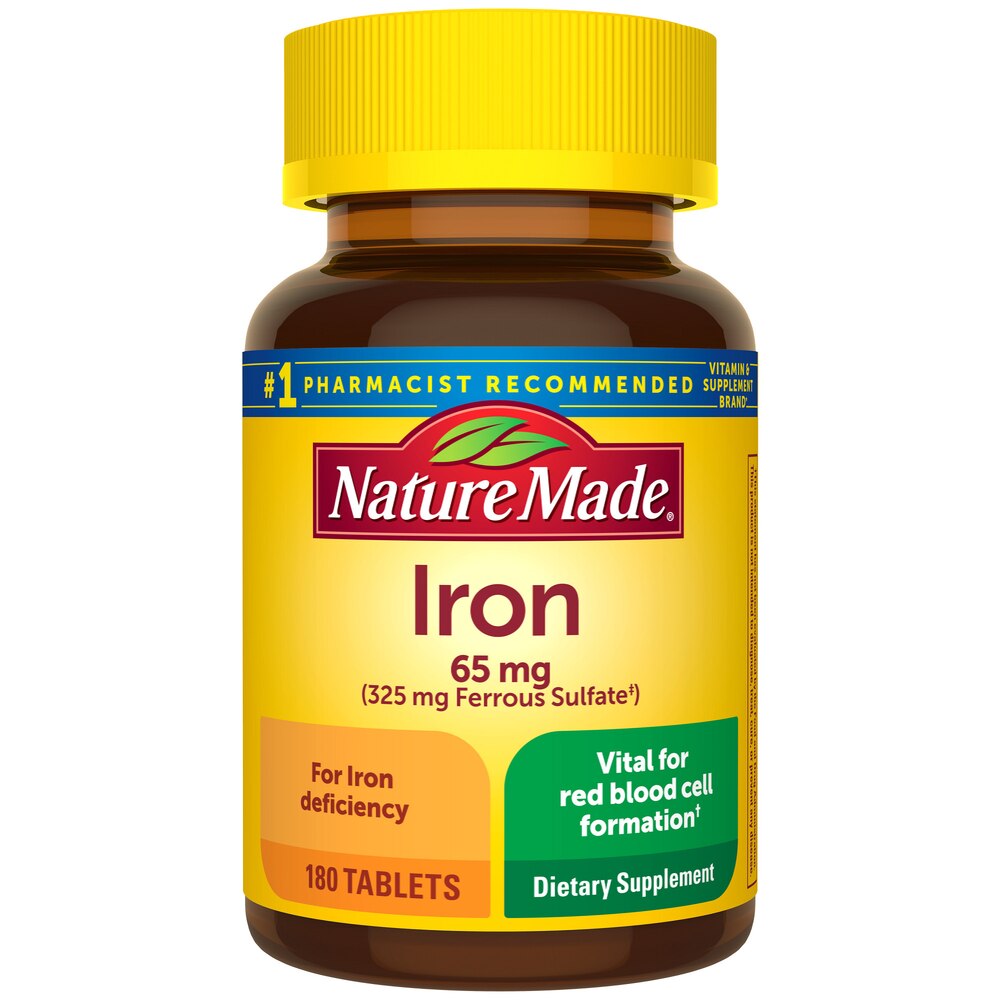 #1 PHARMACIST RECOMMENDED VITAMIN & SUPPLEMENT BRAND*
Nature Made®
Iron
65 mg
(325 mg Ferrous Sulfate‡)
For Iron
deficiency
180 TABLETS
Vital for
red blood cell
formation†
Dietary Supplement